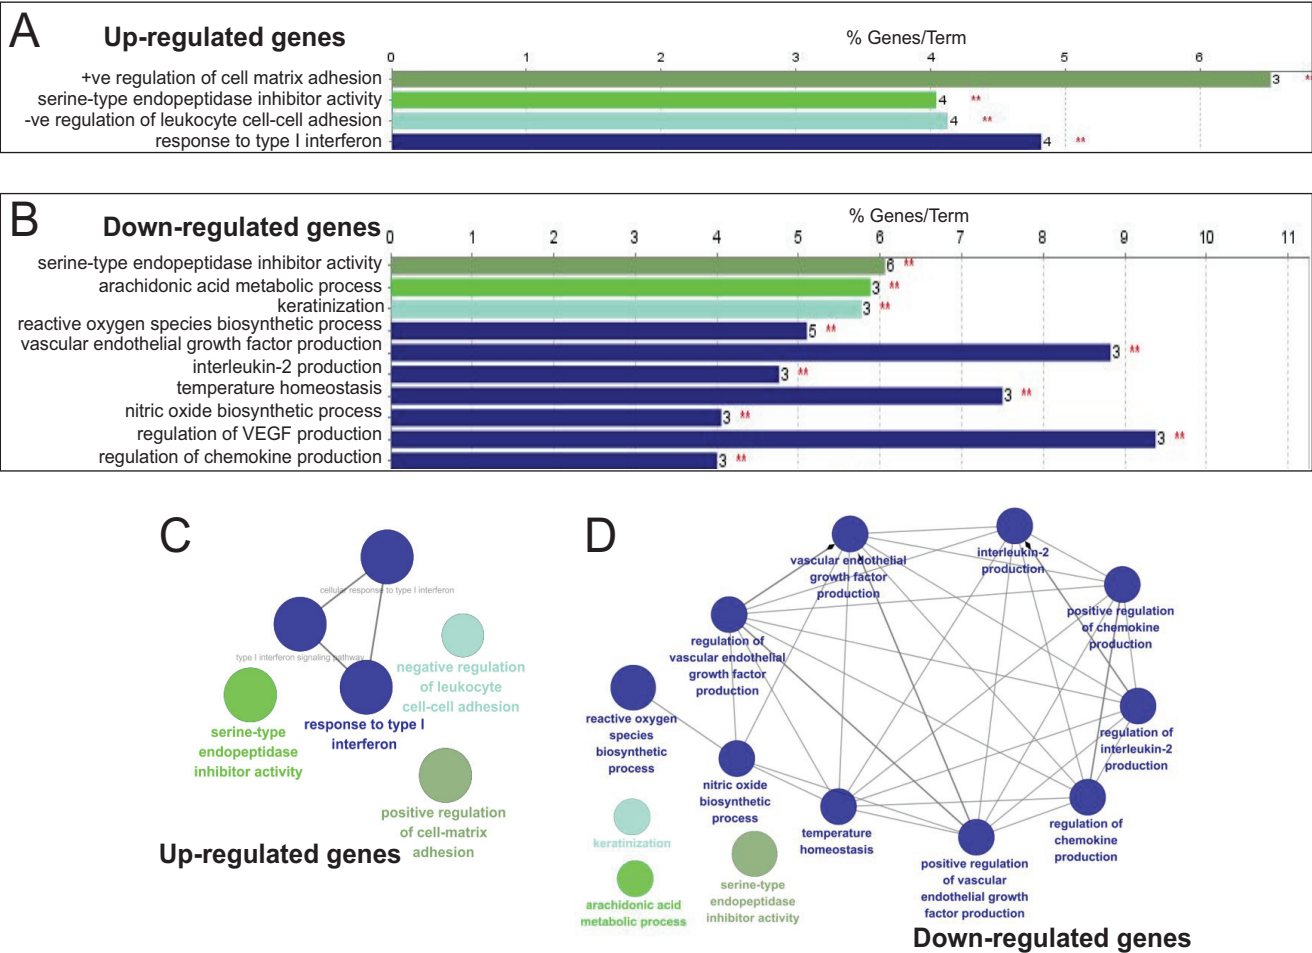 A
Up-regulated genes
% Genes/Term
0 1 2 3 4 5 6
+ve regulation of cell matrix adhesion 3 **
serine-type endopeptidase inhibitor activity 4 **
-ve regulation of leukocyte cell-cell adhesion 4 **
response to type I interferon 4 **
B
Down-regulated genes
% Genes/Term
0 1 2 3 4 5 6 7 8 9 10 11
serine-type endopeptidase inhibitor activity 6 **
arachidonic acid metabolic process 3 **
keratinization 3 **
reactive oxygen species biosynthetic process 5 **
vascular endothelial growth factor production 3 **
interleukin-2 production 3 **
temperature homeostasis 3 **
nitric oxide biosynthetic process 3 **
regulation of VEGF production 3 **
regulation of chemokine production 3 **
C
cellular response to type I interferon
type I interferon signaling pathway
negative regulation
of leukocyte
cell-cell adhesion
response to type I
interferon
serine-type
endopeptidase
inhibitor activity
positive regulation
of cell-matrix
adhesion
Up-regulated genes
D
vascular endothelial
growth factor
production
interleukin-2
production
positive regulation
of chemokine
production
regulation of
vascular endothelial
growth factor
production
reactive oxygen
species
biosynthetic
process
regulation of
interleukin-2
production
nitric oxide
biosynthetic
process
temperature
homeostasis
regulation of
chemokine
production
positive regulation
of vascular
endothelial growth
factor production
keratinization
serine-type
endopeptidase
inhibitor activity
arachidonic acid
metabolic process
Down-regulated genes